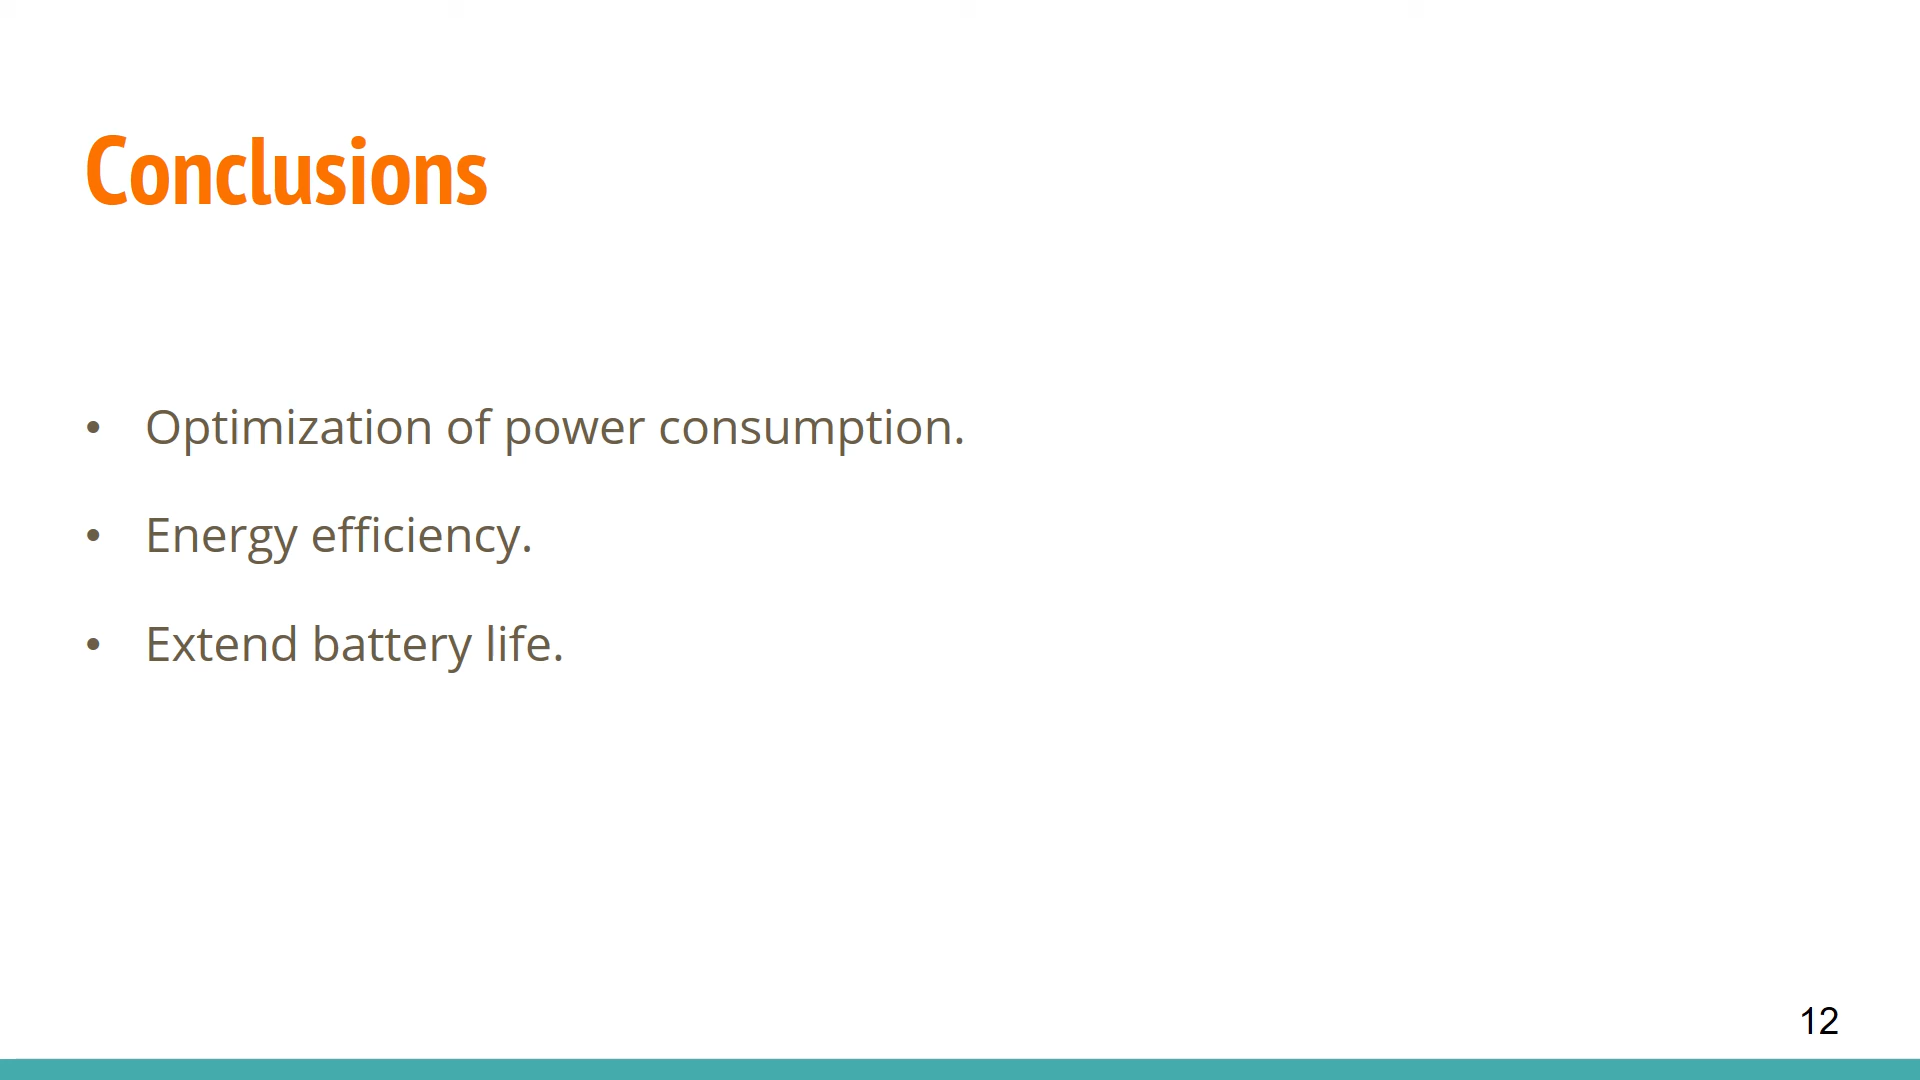 Conclusions
• Optimization of power consumption.
• Energy efficiency.
• Extend battery life.
12